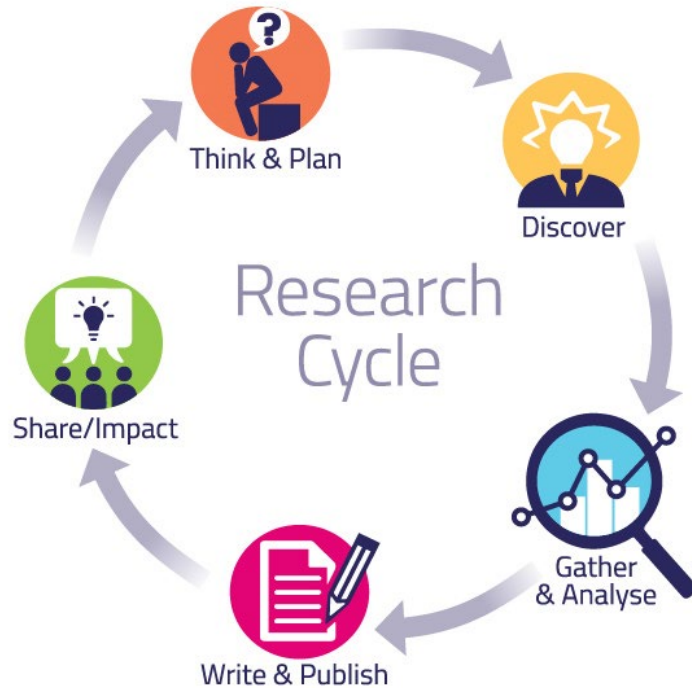 ?
Think & Plan
Discover
Research
Cycle
Share/Impact
Gather
& Analyse
Write & Publish